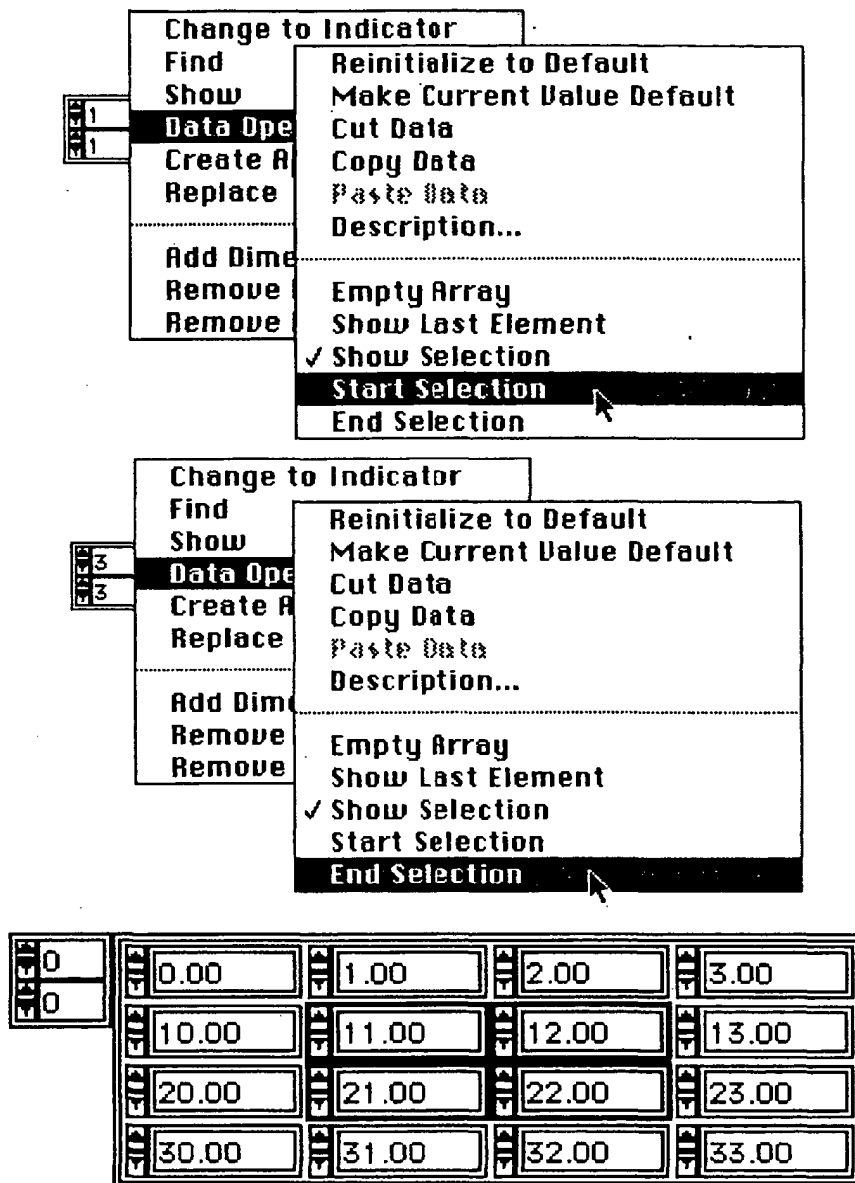 Change to Indicator
Find
Show
Data Ope
Create A
Replace
Add Dime
Remove
Remove
1
1
Reinitialize to Default
Make Current Value Default
Cut Data
Copy Data
Paste Data
Description...
Empty Array
Show Last Element
✓ Show Selection
Start Selection
End Selection
Change to Indicator
Find
Show
Data Ope
Create A
Replace
Add Dime
Remove
Remove
3
3
Reinitialize to Default
Make Current Value Default
Cut Data
Copy Data
Paste Data
Description...
Empty Array
Show Last Element
✓ Show Selection
Start Selection
End Selection
0
0
0.00 1.00 2.00 3.00
10.00 11.00 12.00 13.00
20.00 21.00 22.00 23.00
30.00 31.00 32.00 33.00